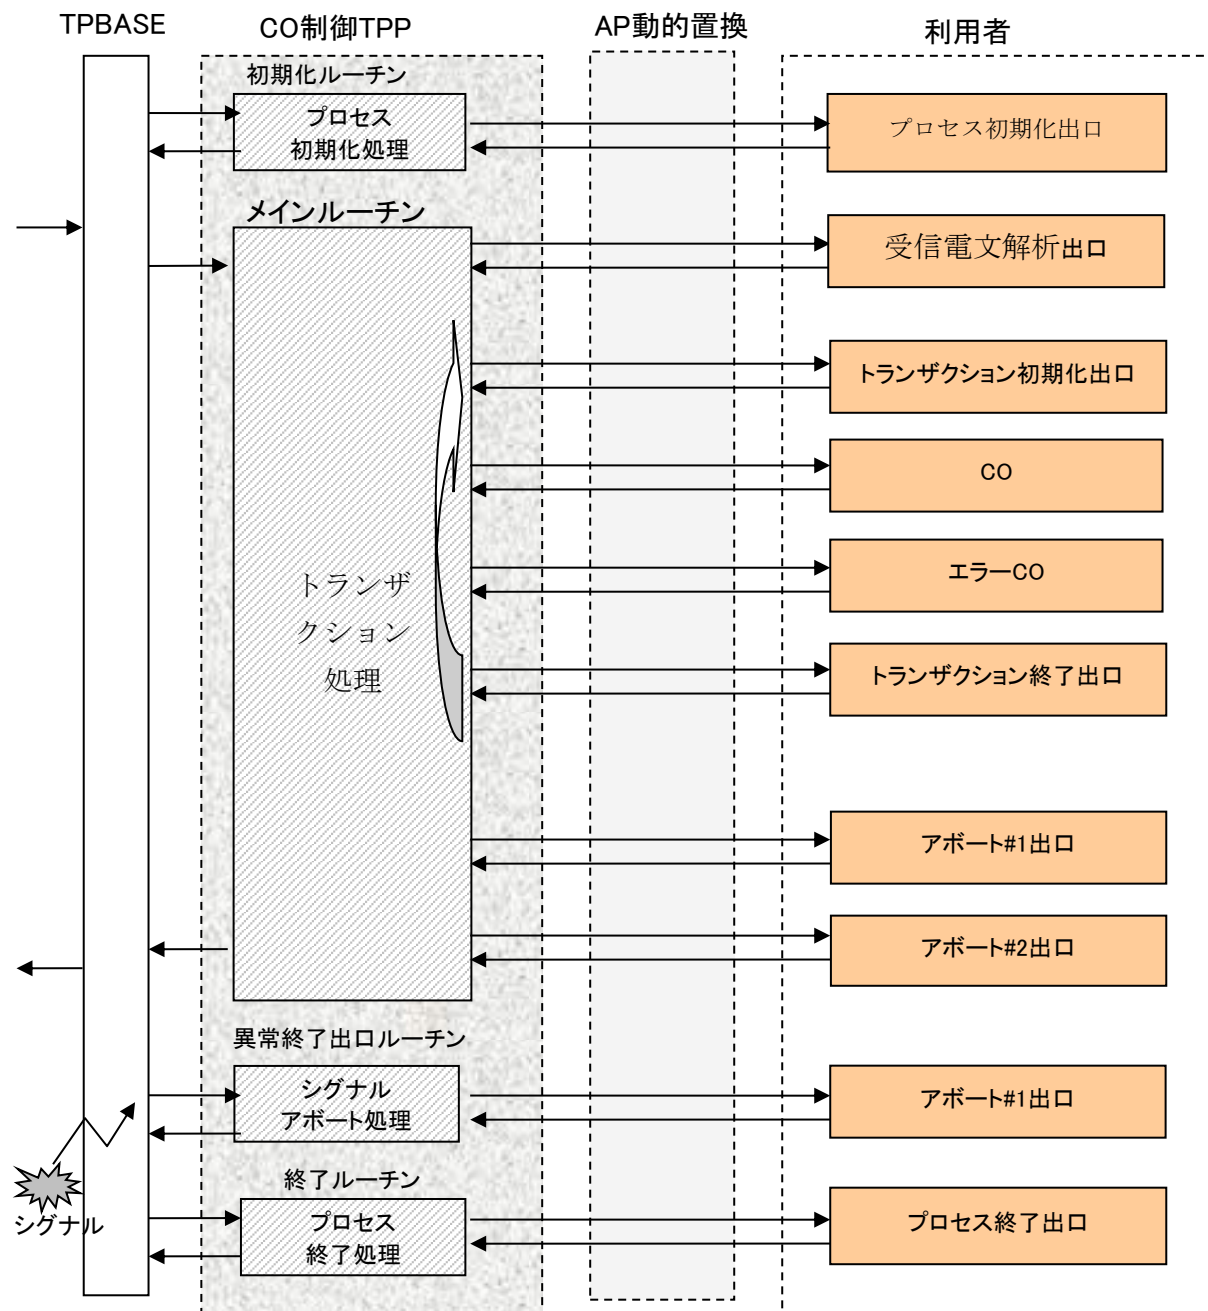 TPBASE
CO制御TPP
AP動的置換
利用者
初期化ルーチン
プロセス
初期化処理
プロセス初期化出口
メインルーチン
受信電文解析出口
トランザクション初期化出口
CO
エラーCO
トランザ
クション
処理
トランザクション終了出口
アボート#1出口
アボート#2出口
異常終了出口ルーチン
シグナル
アボート処理
アボート#1出口
シグナル
終了ルーチン
プロセス
終了処理
プロセス終了出口